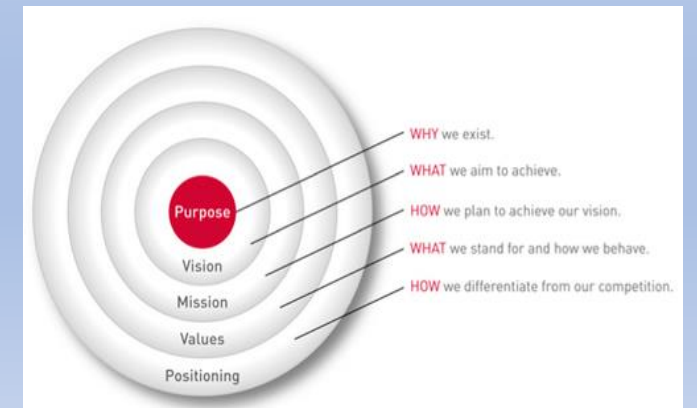 Purpose
Vision
Mission
Values
Positioning
WHY we exist.
WHAT we aim to achieve.
HOW we plan to achieve our vision.
WHAT we stand for and how we behave.
HOW we differentiate from our competition.